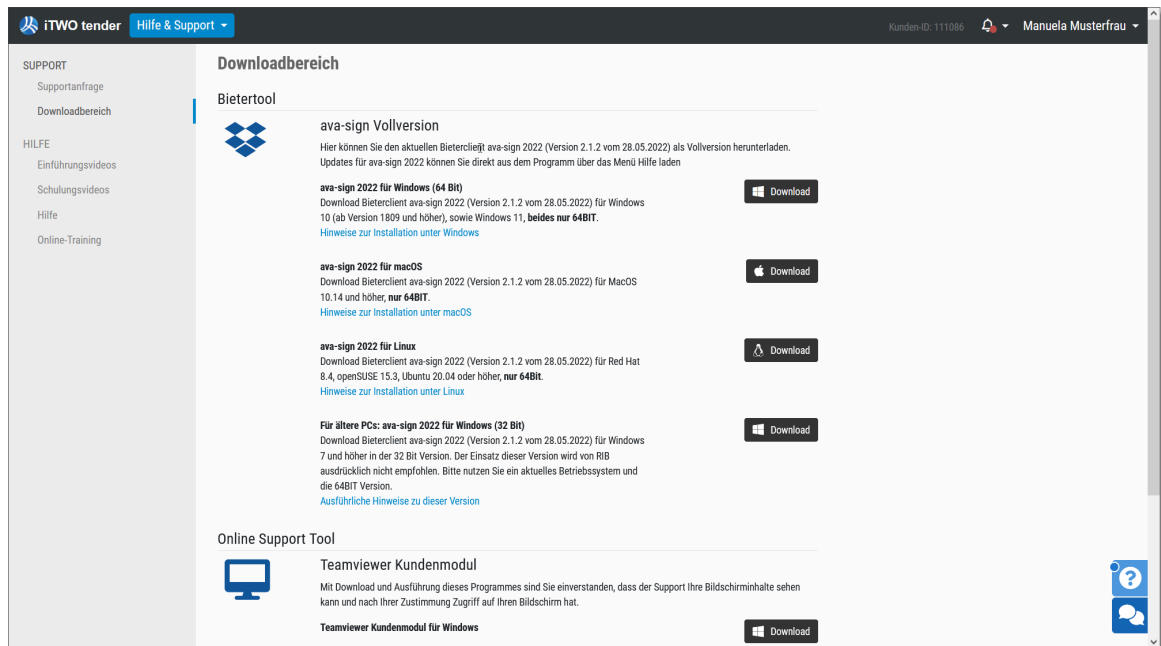 iTWO tender Hilfe & Support Kunden-ID: 111086 Manuela Musterfrau
SUPPORT
Supportanfrage
Downloadbereich
HILFE
Einführungsvideos
Schulungsvideos
Hilfe
Online-Training
Downloadbereich
Bietertool
ava-sign Vollversion
Hier können Sie den aktuellen Bieterclient ava-sign 2022 (Version 2.1.2 vom 28.05.2022) als Vollversion herunterladen.
Updates für ava-sign 2022 können Sie direkt aus dem Programm über das Menü Hilfe laden
ava-sign 2022 für Windows (64 Bit)
Download Bieterclient ava-sign 2022 (Version 2.1.2 vom 28.05.2022) für Windows
10 (ab Version 1809 und höher), sowie Windows 11, beides nur 64BIT.
Hinweise zur Installation unter Windows
Download
ava-sign 2022 für macOS
Download Bieterclient ava-sign 2022 (Version 2.1.2 vom 28.05.2022) für MacOS
10.14 und höher, nur 64BIT.
Hinweise zur Installation unter macOS
Download
ava-sign 2022 für Linux
Download Bieterclient ava-sign 2022 (Version 2.1.2 vom 28.05.2022) für Red Hat
8.4, openSUSE 15.3, Ubuntu 20.04 oder höher, nur 64Bit.
Hinweise zur Installation unter Linux
Download
Für ältere PCs: ava-sign 2022 für Windows (32 Bit)
Download Bieterclient ava-sign 2022 (Version 2.1.2 vom 28.05.2022) für Windows
7 und höher in der 32 Bit Version. Der Einsatz dieser Version wird von RIB
ausdrücklich nicht empfohlen. Bitte nutzen Sie ein aktuelles Betriebssystem und
die 64BIT Version.
Ausführliche Hinweise zu dieser Version
Download
Online Support Tool
Teamviewer Kundenmodul
Mit Download und Ausführung dieses Programmes sind Sie einverstanden, dass der Support Ihre Bildschirminhalte sehen
kann und nach Ihrer Zustimmung Zugriff auf Ihren Bildschirm hat.
Teamviewer Kundenmodul für Windows
Download